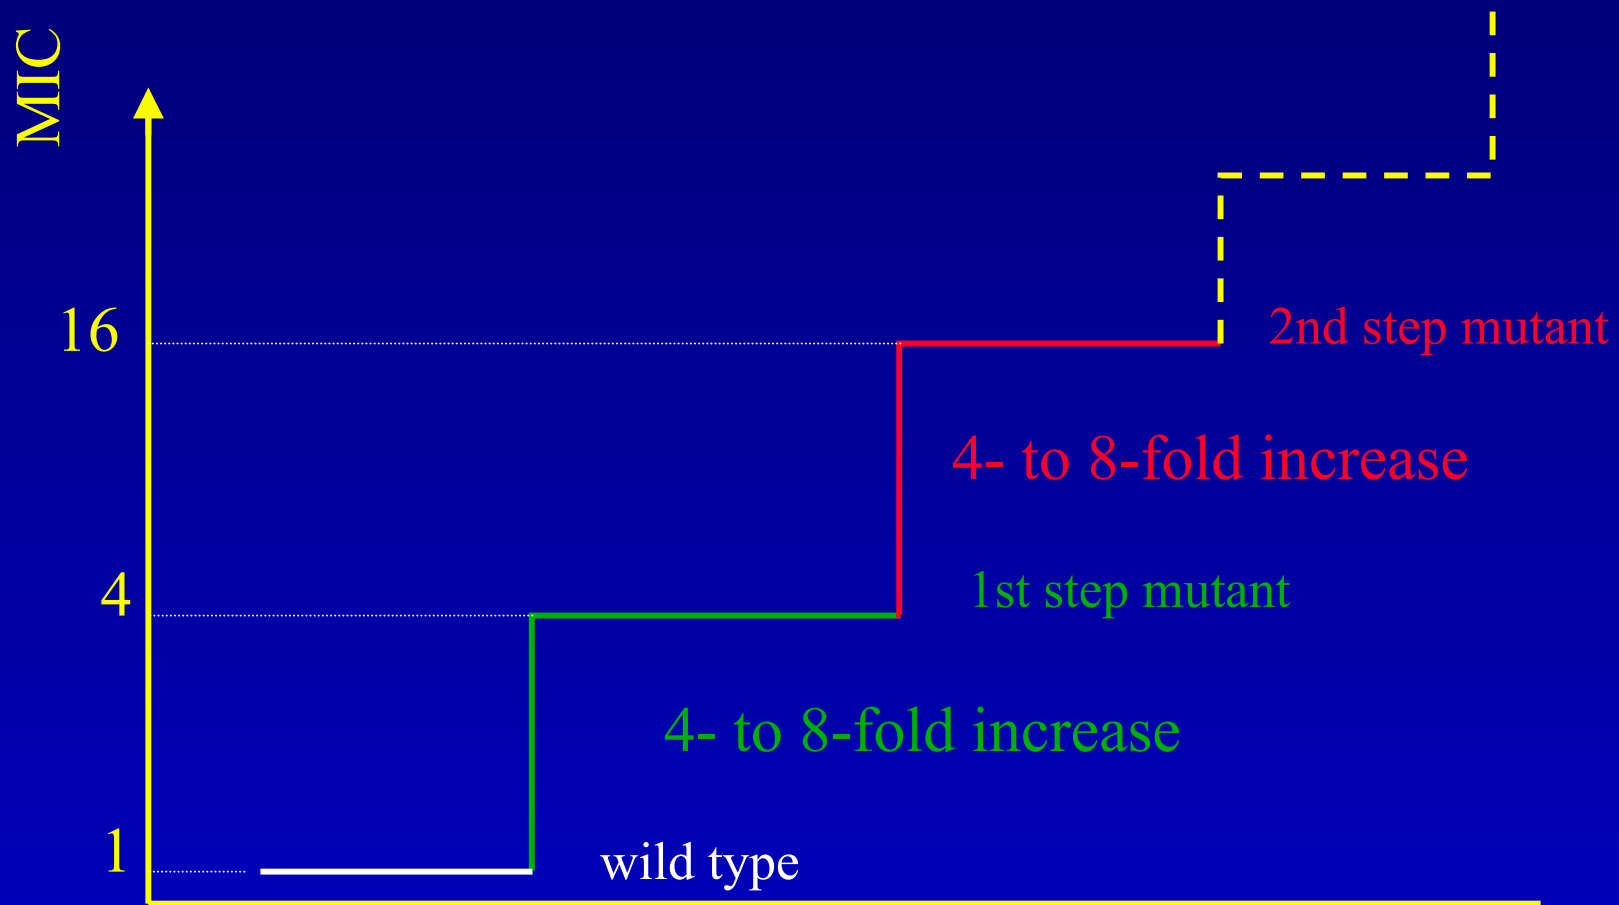 MIC
16
2nd step mutant
4- to 8-fold increase
4
1st step mutant
4- to 8-fold increase
1
wild type